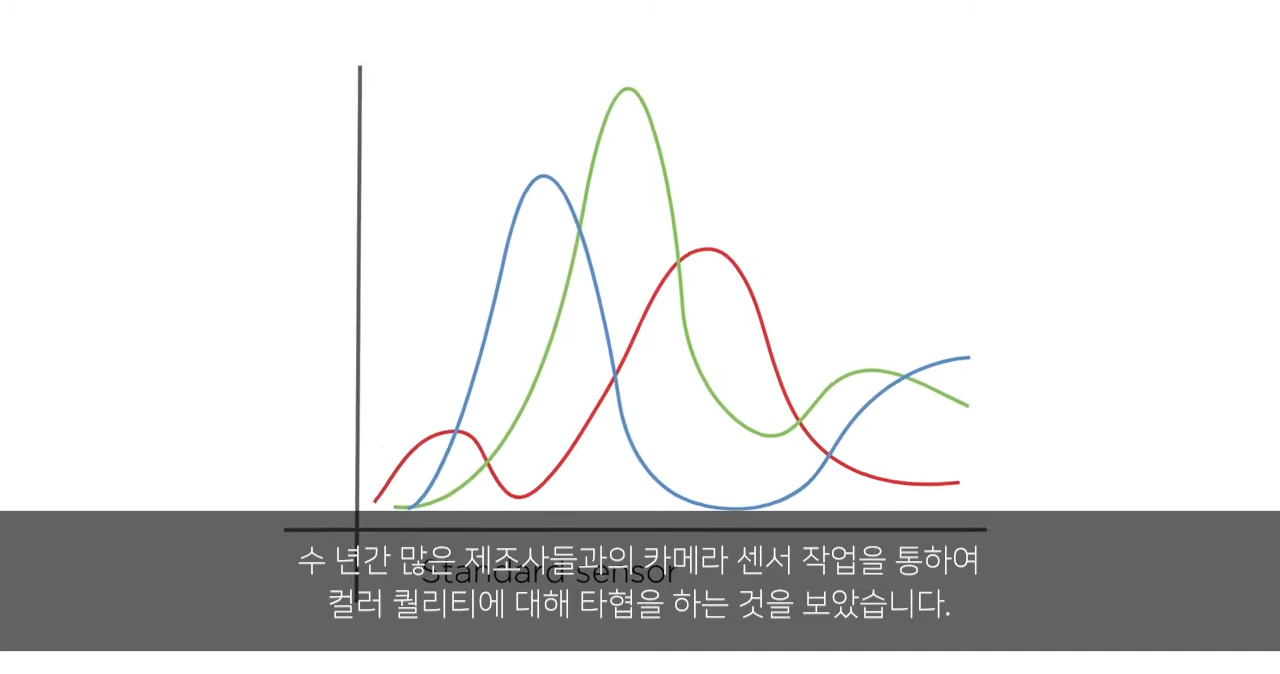 수 년간 많은 제조사들과의 카메라 센서 작업을 통하여
Standard sensor
컬러 퀄리티에 대해 타협을 하는 것을 보았습니다.